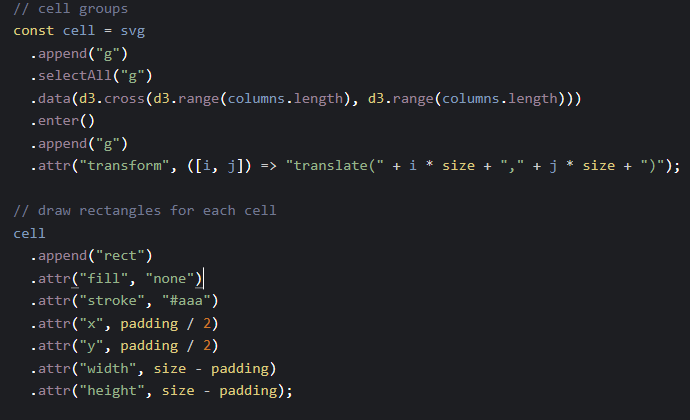 // cell groups
const cell = svg
.append("g")
.selectAll("g")
.data(d3.cross(d3.range(columns.length), d3.range(columns.length)))
.enter()
.append("g")
.attr("transform", ([i, j]) => "translate(" + i * size + "," + j * size + ")");
// draw rectangles for each cell
cell
.append("rect")
.attr("fill", "none")
.attr("stroke", "#aaa")
.attr("x", padding / 2)
.attr("y", padding / 2)
.attr("width", size - padding)
.attr("height", size - padding);